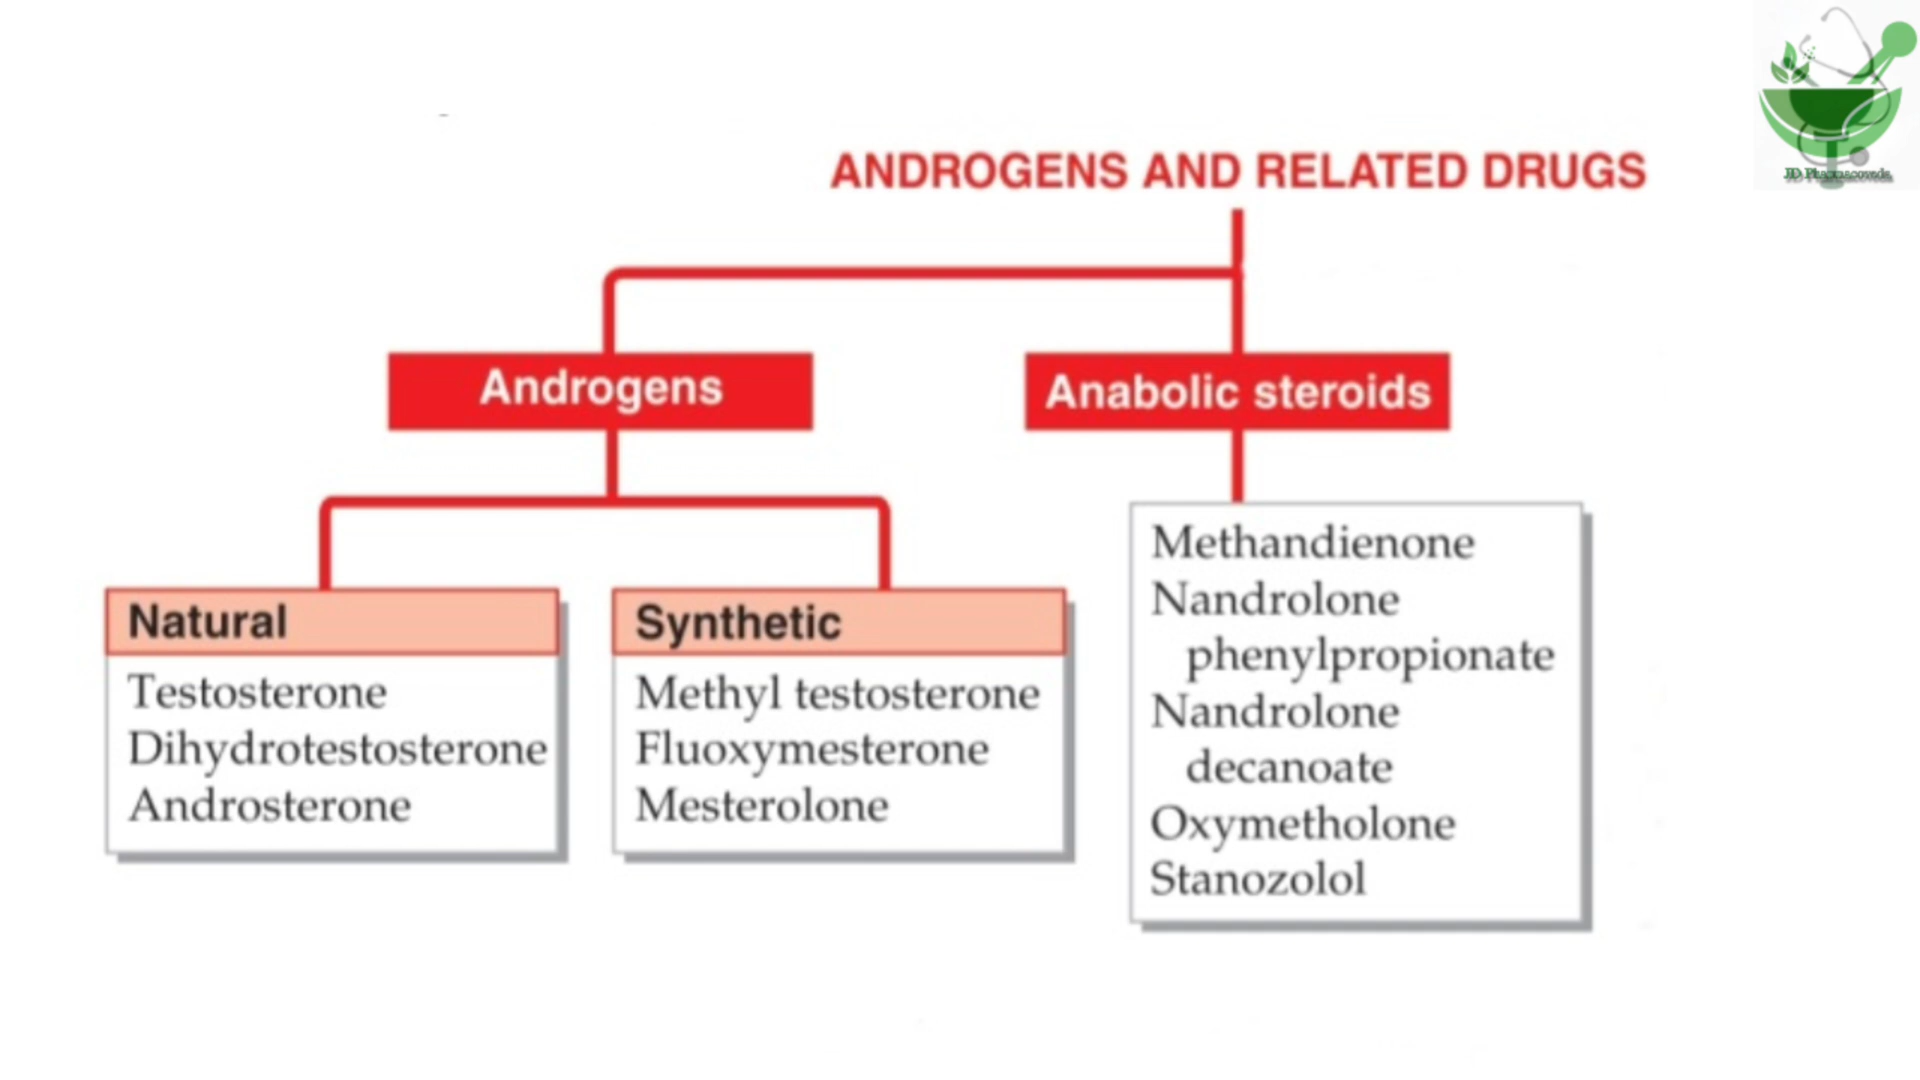 ANDROGENS AND RELATED DRUGS
Androgens
Anabolic steroids
Natural
Testosterone
Dihydrotestosterone
Androsterone
Synthetic
Methyl testosterone
Fluoxymesterone
Mesterolone
Methandienone
Nandrolone
phenylpropionate
Nandrolone
decanoate
Oxymetholone
Stanozolol